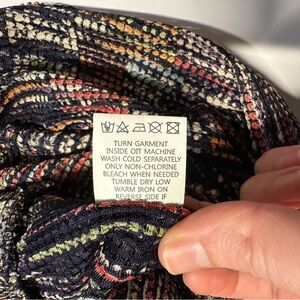 TURN GARMENT
INSIDE OIT MACHINE
WASH COLD SEPARATELY
ONLY NON-CHLORINE
BLEACH WHEN NEEDED
TUMBLE DRY LOW
WARM IRON ON
REVERSE SIDE IF